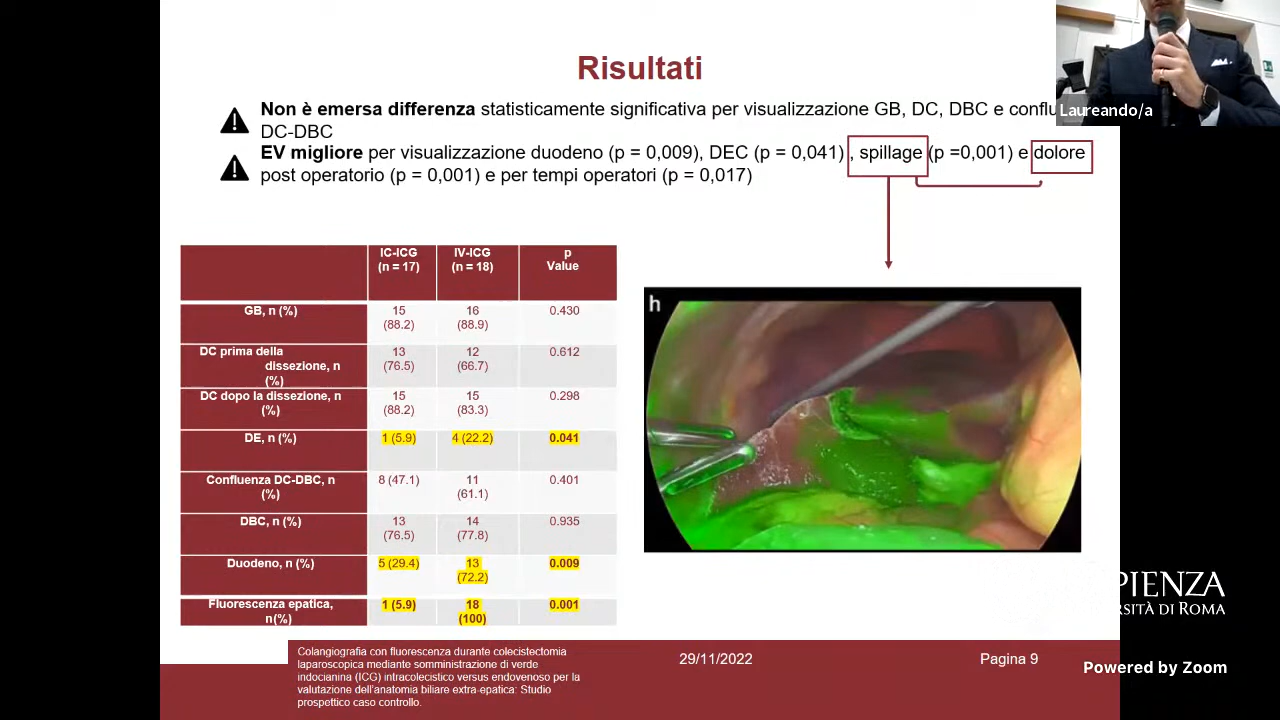 Risultati
Non è emersa differenza statisticamente significativa per visualizzazione GB, DC, DBC e conflu
DC-DBC
EV migliore per visualizzazione duodeno (p = 0,009), DEC (p = 0,041) , spillage (p =0,001) e dolore
post operatorio (p = 0,001) e per tempi operatori (p = 0,017)
Laureando/a
IC-ICG
(n = 17)
IV-ICG
(n = 18)
p
Value
GB, n (%)
15
(88.2)
16
(88.9)
0.430
DC prima della
dissezione, n
(%)
13
(76.5)
12
(66.7)
0.612
DC dopo la dissezione, n
(%)
15
(88.2)
15
(83.3)
0.298
DE, n (%)
1 (5.9)
4 (22.2)
0.041
Confluenza DC-DBC, n
(%)
8 (47.1)
11
(61.1)
0.401
DBC, n (%)
13
(76.5)
14
(77.8)
0.935
Duodeno, n (%)
5 (29.4)
13
(72.2)
0.009
Fluorescenza epatica,
n(%)
1 (5.9)
18
(100)
0.001
h
PIENZA
RSITÀ DI ROMA
Colangiografia con fluorescenza durante colecistectomia
laparoscopica mediante somministrazione di verde
indocianina (ICG) intracolecistico versus endovenoso per la
valutazione dell'anatomia biliare extra-epatica: Studio
prospettico caso controllo.
29/11/2022
Pagina 9
Powered by Zoom